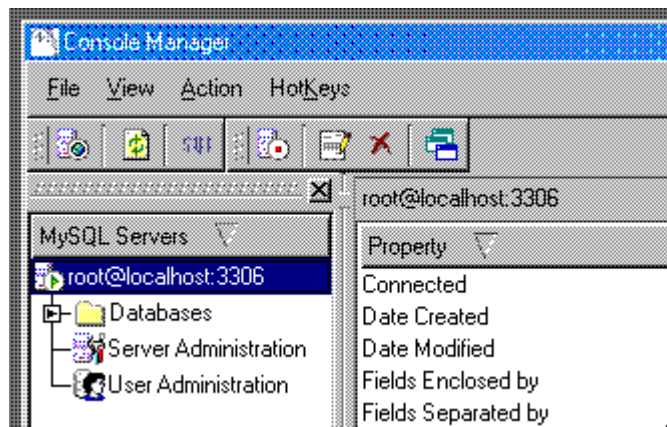 Console Manager
File View Action HotKeys
SQL
root@localhost:3306
MySQL Servers
Property
root@localhost:3306
Connected
Databases
Date Created
Server Administration
Date Modified
User Administration
Fields Enclosed by
Fields Separated by